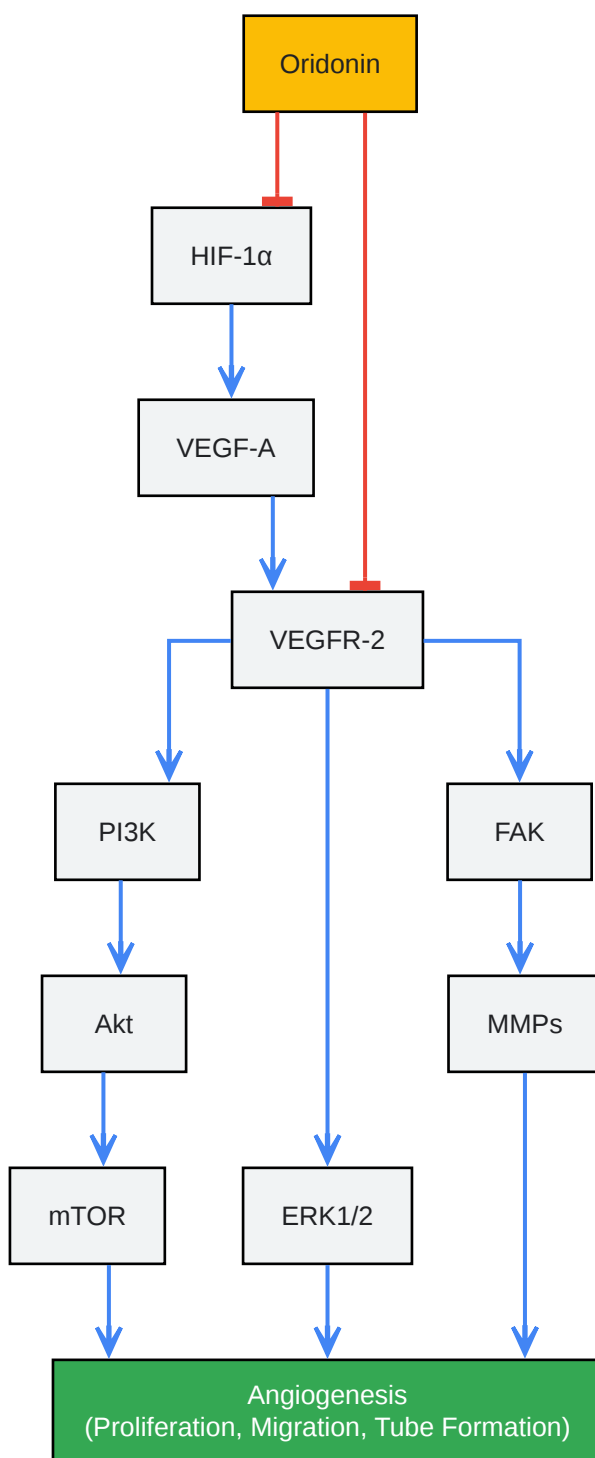 Oridonin
HIF-1α
VEGF-A
VEGFR-2
PI3K
FAK
Akt
MMPs
mTOR
ERK1/2
Angiogenesis
(Proliferation, Migration, Tube Formation)